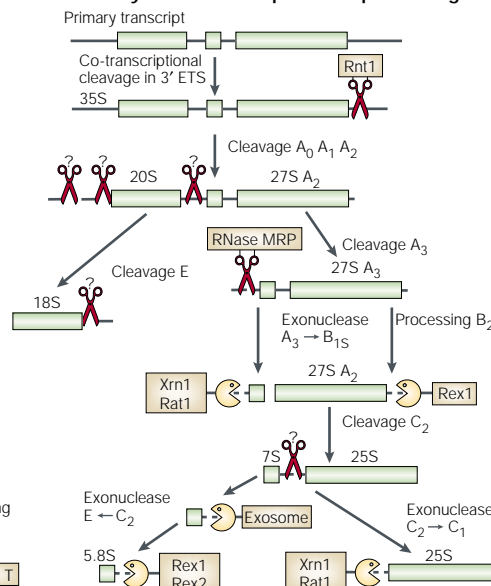 Primary transcript
Co-transcriptional
cleavage in 3′ ETS
Rnt1
35S
Cleavage A0 A1 A2
?
?
?
20S
27S A2
RNase MRP
Cleavage A3
27S A3
Cleavage E
?
18S
Exonuclease
A3 → B1S
Processing B2
27S A2
Xrn1
Rat1
Rex1
Cleavage C2
?
7S
25S
Exonuclease
E ← C2
Exosome
Exonuclease
C2 → C1
5.8S
Rex1
Rex2
Xrn1
Rat1
25S
T